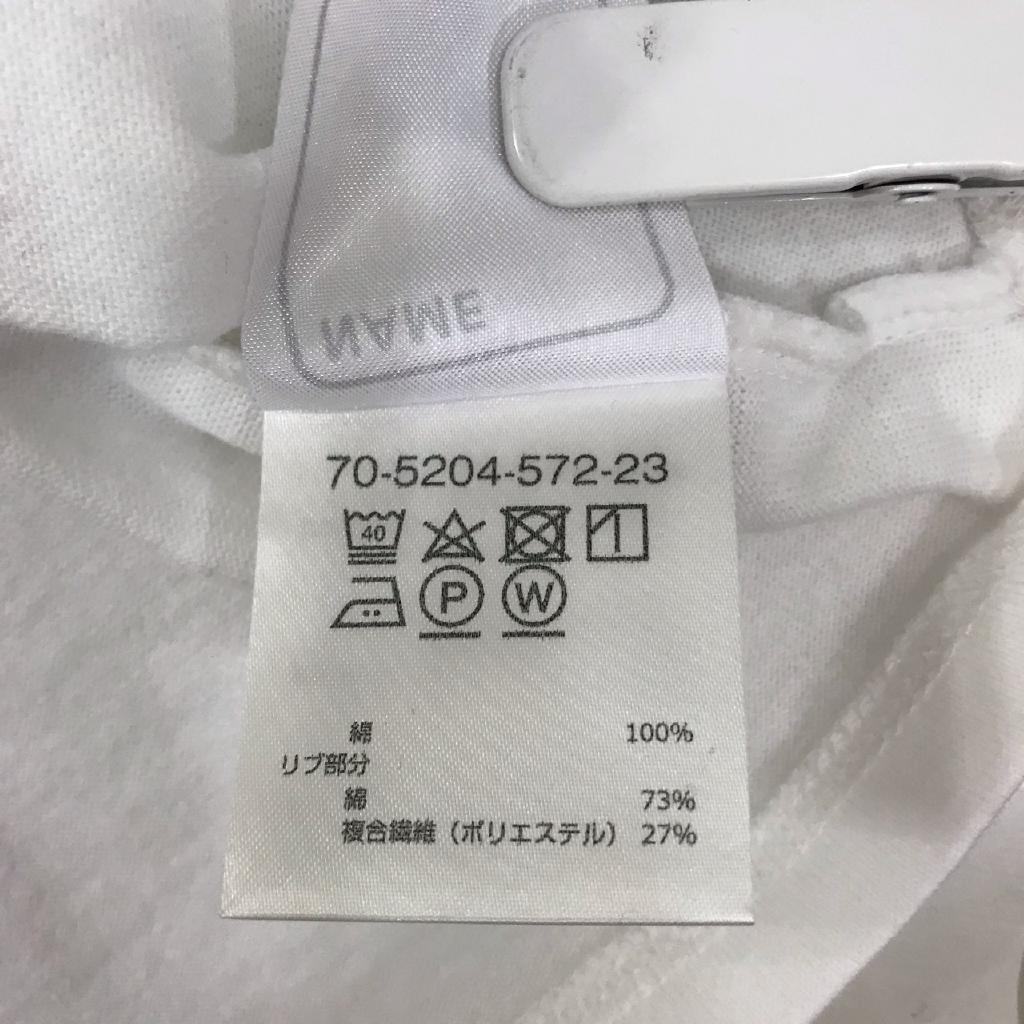 NAME
70-5204-572-23
40
P W
綿 100%
リブ部分
綿 73%
複合繊維（ポリエステル） 27%